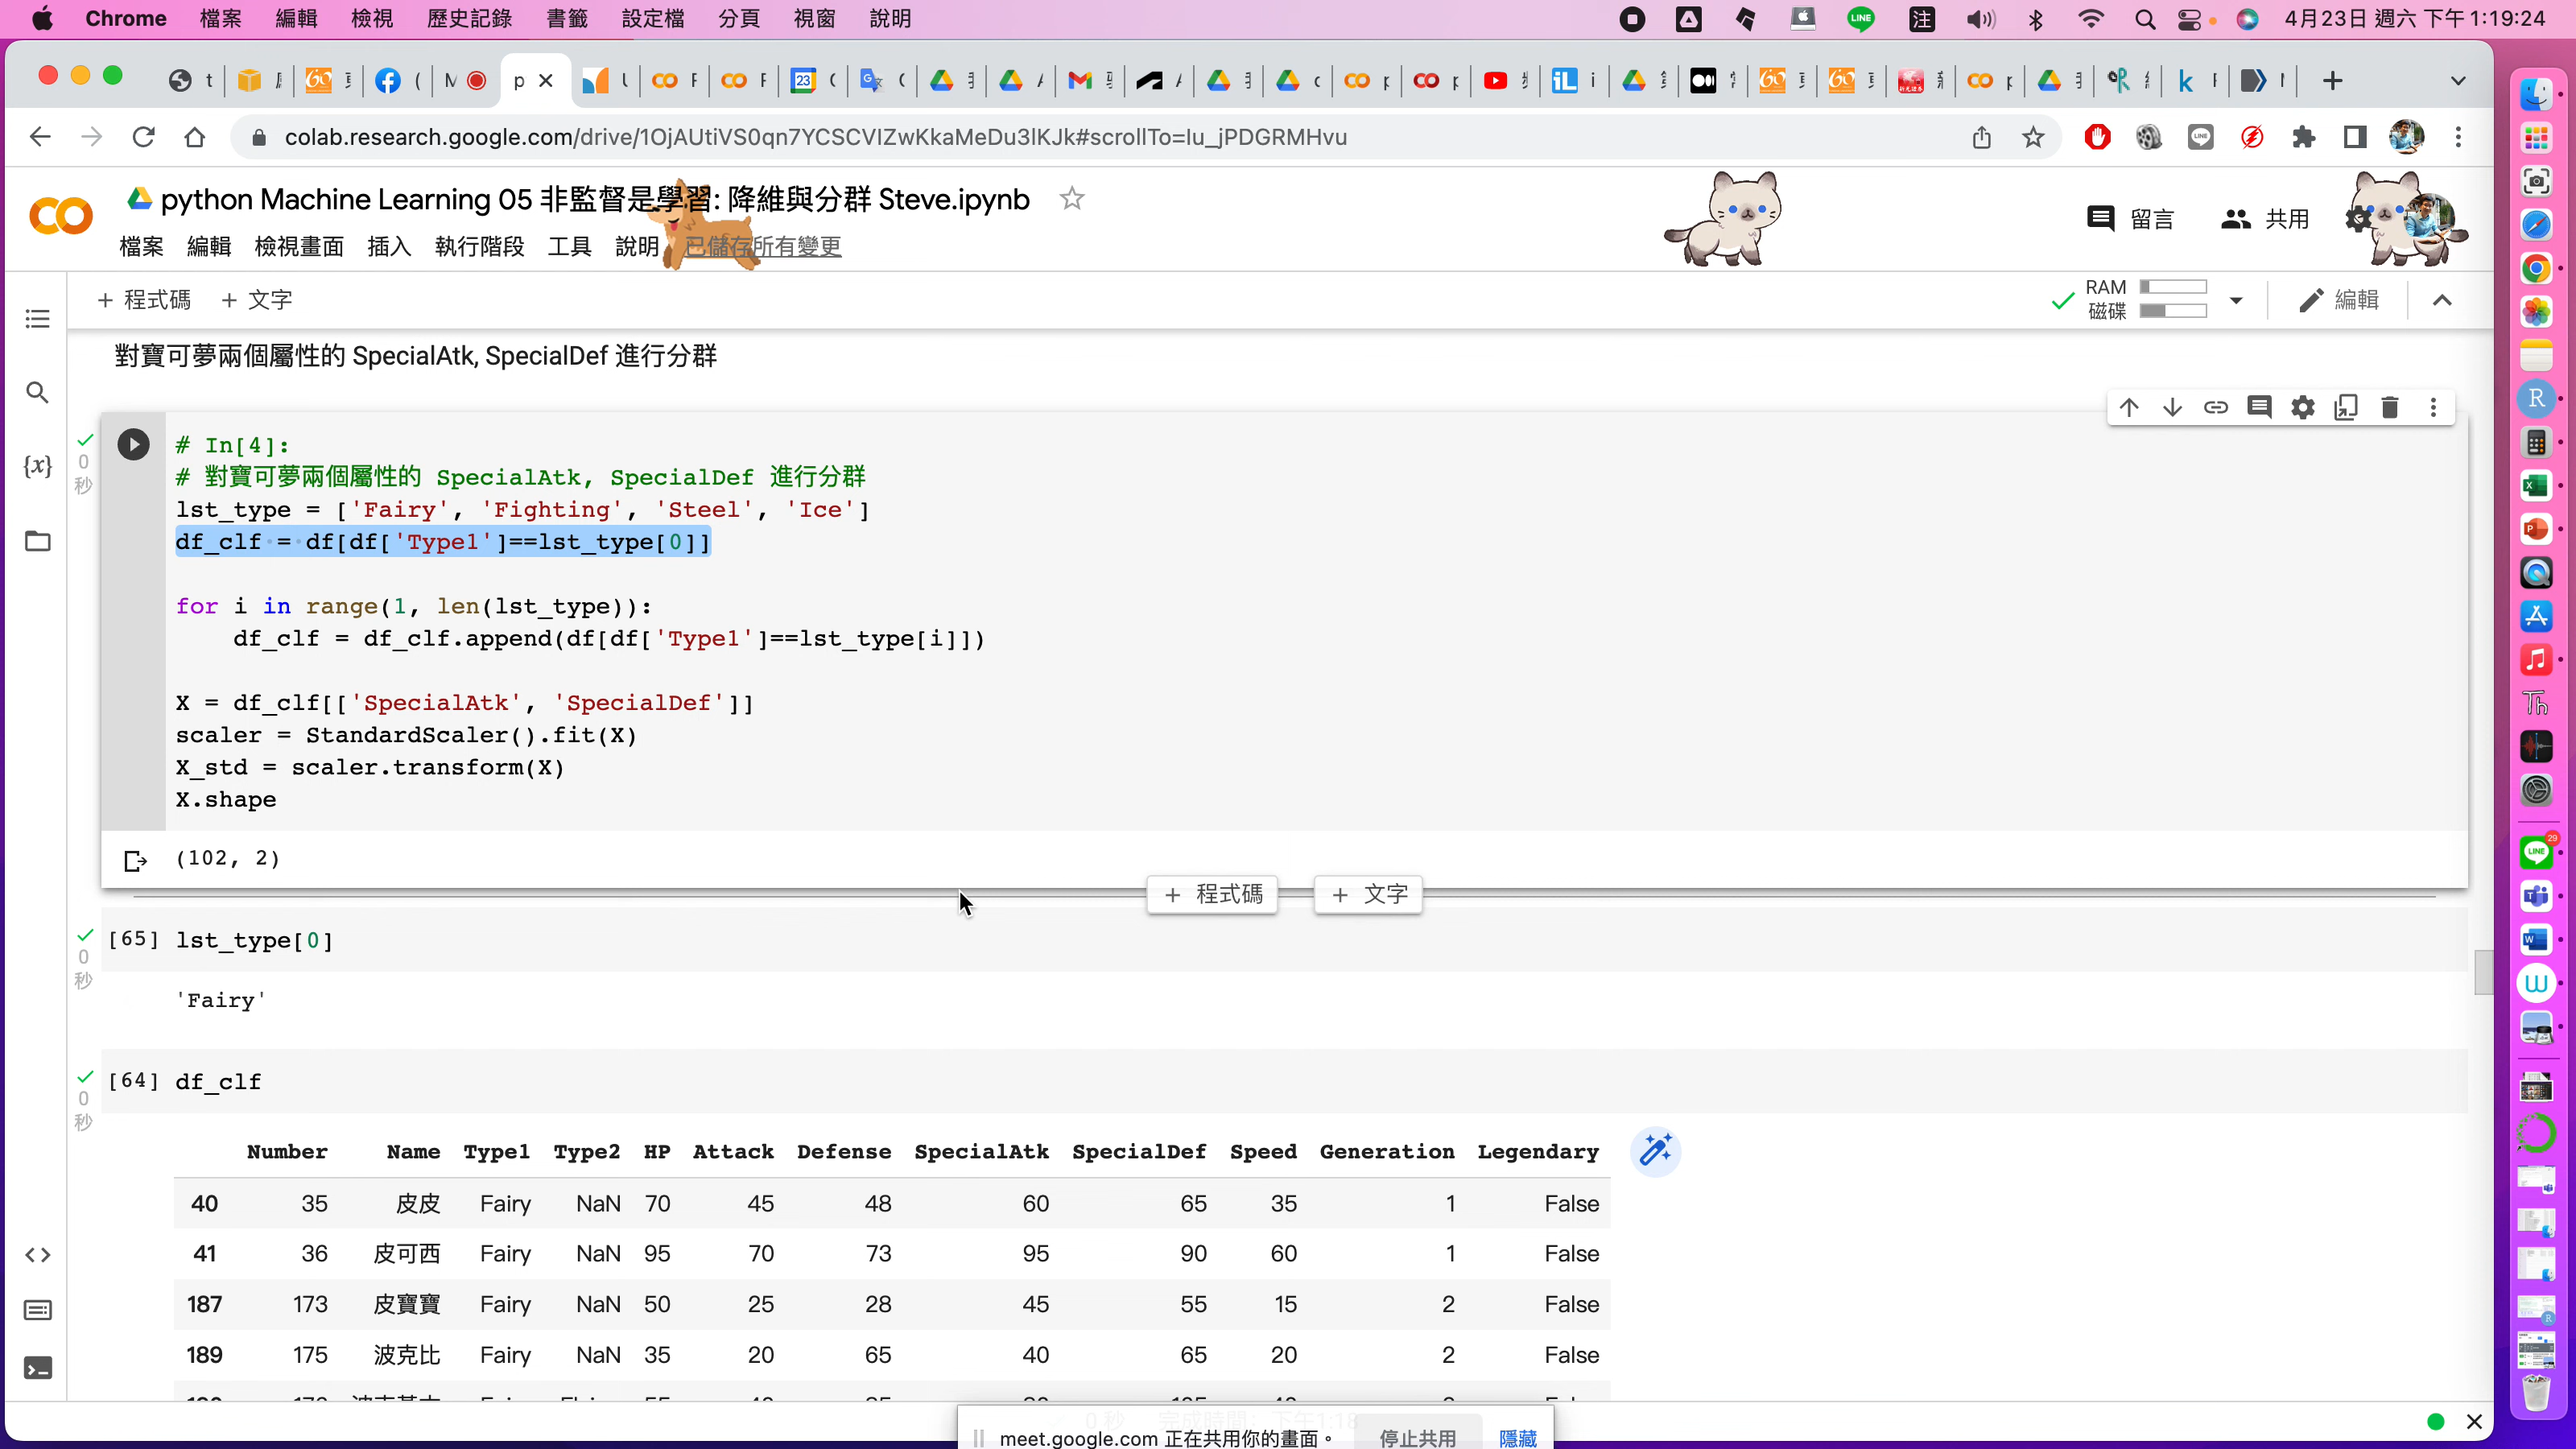 Chrome 檔案 編輯 檢視 歷史記錄 書籤 設定檔 分頁 視窗 說明 注 4月23日 週六 下午1:19:24
colab.research.google.com/drive/1OjAUtiVS0qn7YCSCVIZwKkaMeDu3lKJk#scrollTo=lu_jPDGRMHvu
python Machine Learning 05 非監督是學習: 降維與分群 Steve.ipynb
留言 共用
檔案 編輯 檢視畫面 插入 執行階段 工具 說明 已儲存所有變更
+ 程式碼 + 文字
RAM
磁碟
編輯
對寶可夢兩個屬性的 SpecialAtk, SpecialDef 進行分群
0
秒
# In[4]:
# 對寶可夢兩個屬性的 SpecialAtk, SpecialDef 進行分群
lst_type = ['Fairy', 'Fighting', 'Steel', 'Ice']
df_clf = df[df['Type1']==lst_type[0]]
for i in range(1, len(lst_type)):
    df_clf = df_clf.append(df[df['Type1']==lst_type[i]])
X = df_clf[['SpecialAtk', 'SpecialDef']]
scaler = StandardScaler().fit(X)
X_std = scaler.transform(X)
X.shape
(102, 2)
+ 程式碼 + 文字
[65] lst_type[0]
0
秒
'Fairy'
[64] df_clf
0
秒
Number Name Type1 Type2 HP Attack Defense SpecialAtk SpecialDef Speed Generation Legendary
40 35 皮皮 Fairy NaN 70 45 48 60 65 35 1 False
41 36 皮可西 Fairy NaN 95 70 73 95 90 60 1 False
187 173 皮寶寶 Fairy NaN 50 25 28 45 55 15 2 False
189 175 波克比 Fairy NaN 35 20 65 40 65 20 2 False
meet.google.com 正在共用你的畫面。 停止共用 隱藏